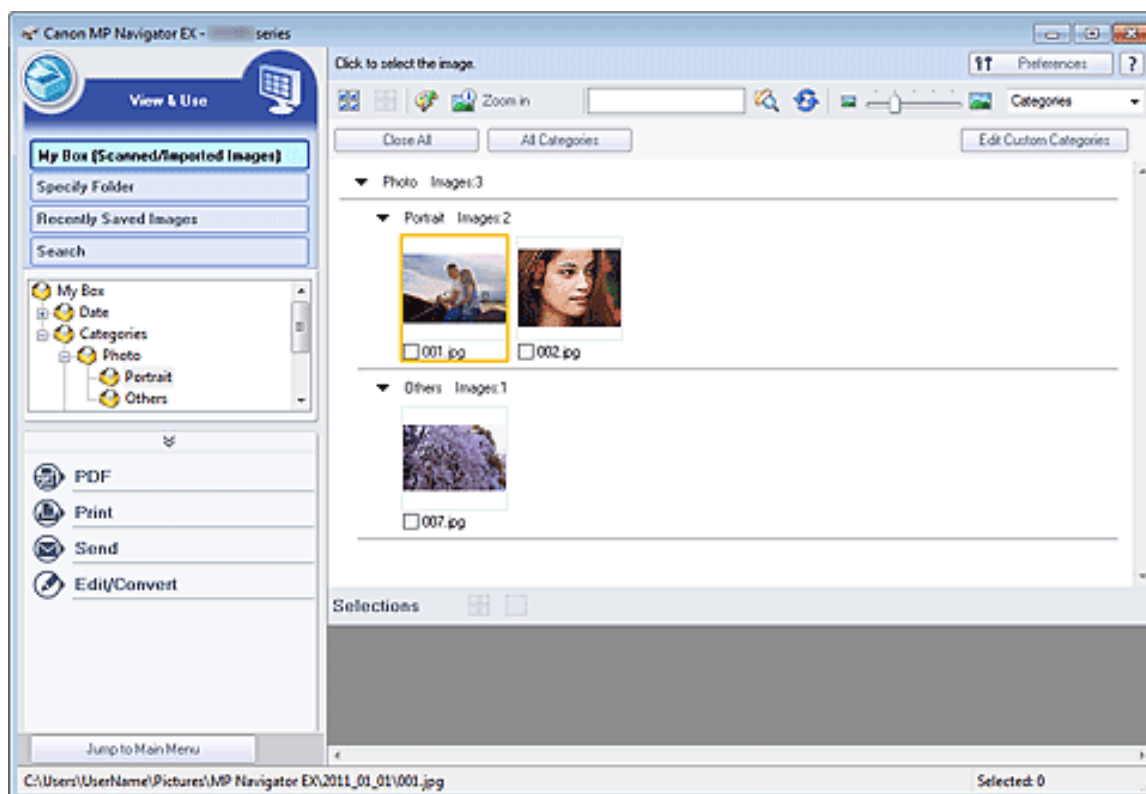 Canon MP Navigator EX - series
View & Use
Click to select the image.
Preferences
?
Zoom in
Categories
Close All
All Categories
Edit Custom Categories
My Box (Scanned/Imported Images)
Specify Folder
Recently Saved Images
Search
My Box
Date
Categories
Photo
Portrait
Others
PDF
Print
Send
Edit/Convert
Jump to Main Menu
Photo Images:3
Portrait Images:2
001.jpg
002.jpg
Others Images:1
007.jpg
Selections
C:\Users\UserName\Pictures\MP Navigator EX\2011_01_01\001.jpg
Selected: 0